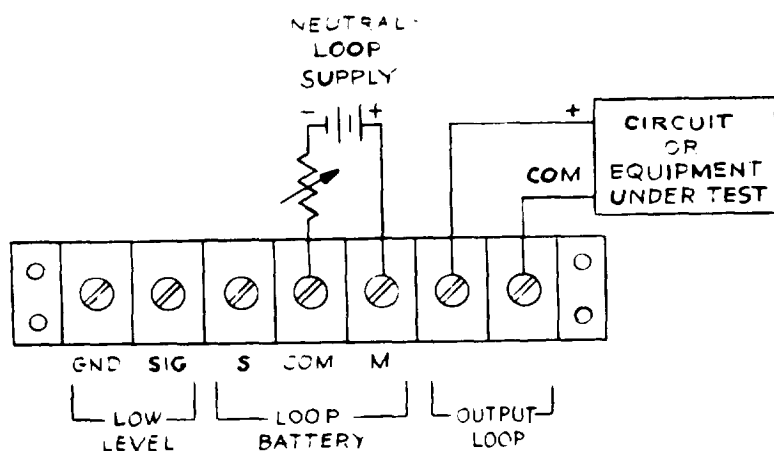 NEUTRAL
LOOP
SUPPLY
- +
+
COM
CIRCUIT
OR
EQUIPMENT
UNDER TEST
GND SIG S COM M
LOW
LEVEL
LOOP
BATTERY
OUTPUT
LOOP